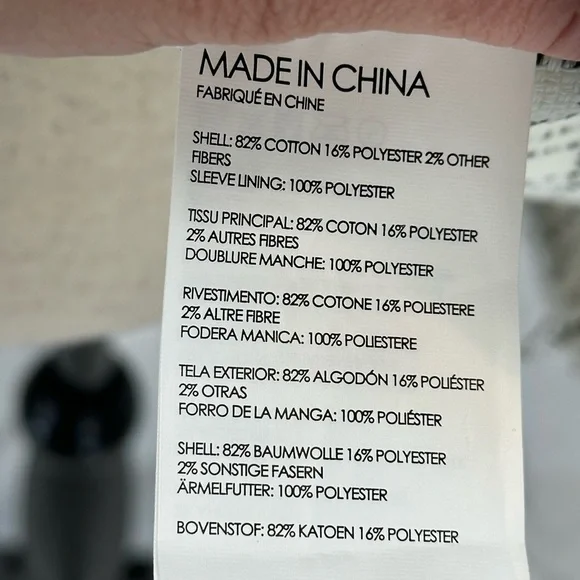 MADE IN CHINA
FABRIQUÉ EN CHINE
SHELL: 82% COTTON 16% POLYESTER 2% OTHER
FIBERS
SLEEVE LINING: 100% POLYESTER
TISSU PRINCIPAL: 82% COTON 16% POLYESTER
2% AUTRES FIBRES
DOUBLURE MANCHE: 100% POLYESTER
RIVESTIMENTO: 82% COTONE 16% POLIESTERE
2% ALTRE FIBRE
FODERA MANICA: 100% POLIESTERE
TELA EXTERIOR: 82% ALGODÓN 16% POLIÉSTER
2% OTRAS
FORRO DE LA MANGA: 100% POLIÉSTER
SHELL: 82% BAUMWOLLE 16% POLYESTER
2% SONSTIGE FASERN
ÄRMELFUTTER: 100% POLYESTER
BOVENSTOF: 82% KATOEN 16% POLYESTER